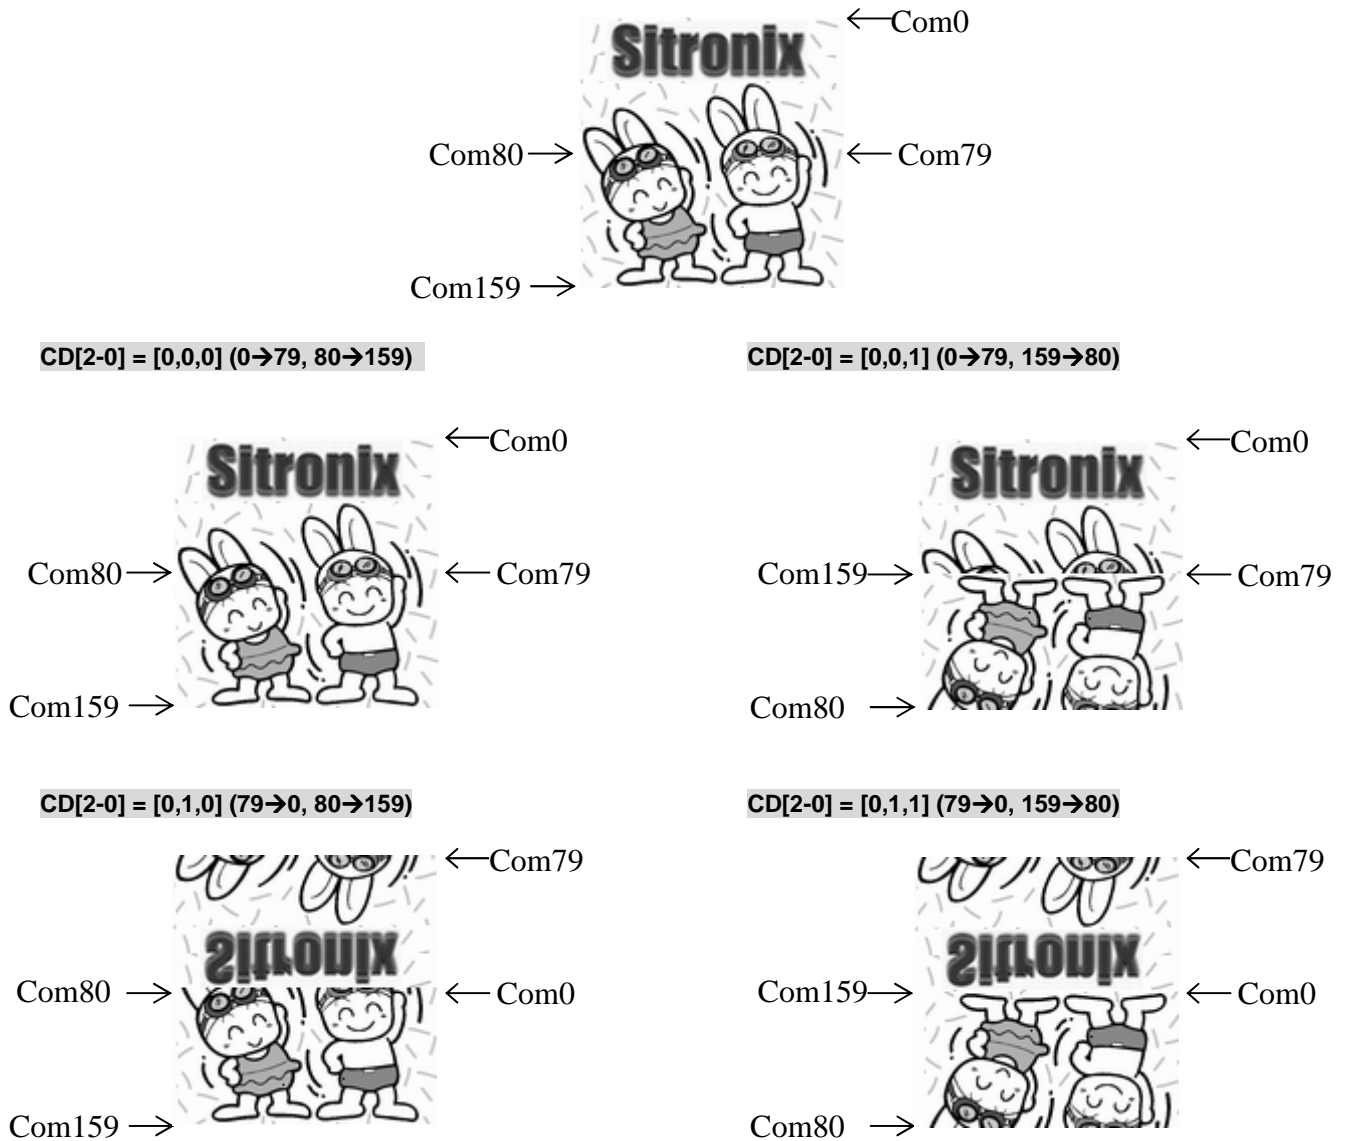 Com0
Sitronix
Com80
Com79
Com159
CD[2-0] = [0,0,0] (0→79, 80→159)
CD[2-0] = [0,0,1] (0→79, 159→80)
Com0
Com0
Sitronix
Sitronix
Com80
Com79
Com159
Com79
Com159
Com80
CD[2-0] = [0,1,0] (79→0, 80→159)
CD[2-0] = [0,1,1] (79→0, 159→80)
Com79
Com79
Sitronix
Sitronix
Com80
Com0
Com159
Com0
Com159
Com80